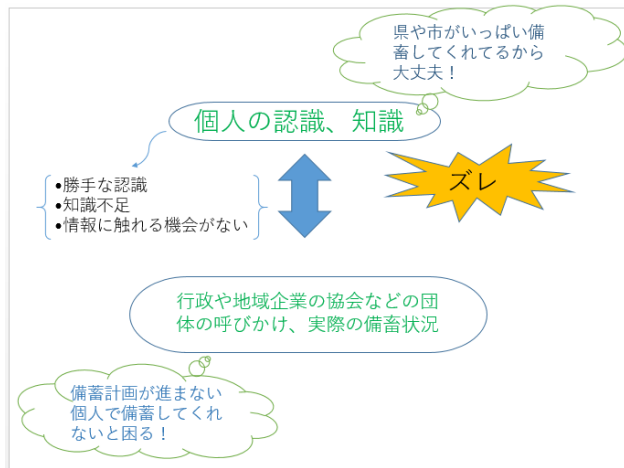 県や市がいっぱい備
蓄してくれてるから
大丈夫！
個人の認識、知識
ズレ
•勝手な認識
•知識不足
•情報に触れる機会がない
行政や地域企業の協会などの団
体の呼びかけ、実際の備畜状況
備畜計画が進まない
個人で備畜してくれ
ないと困る！